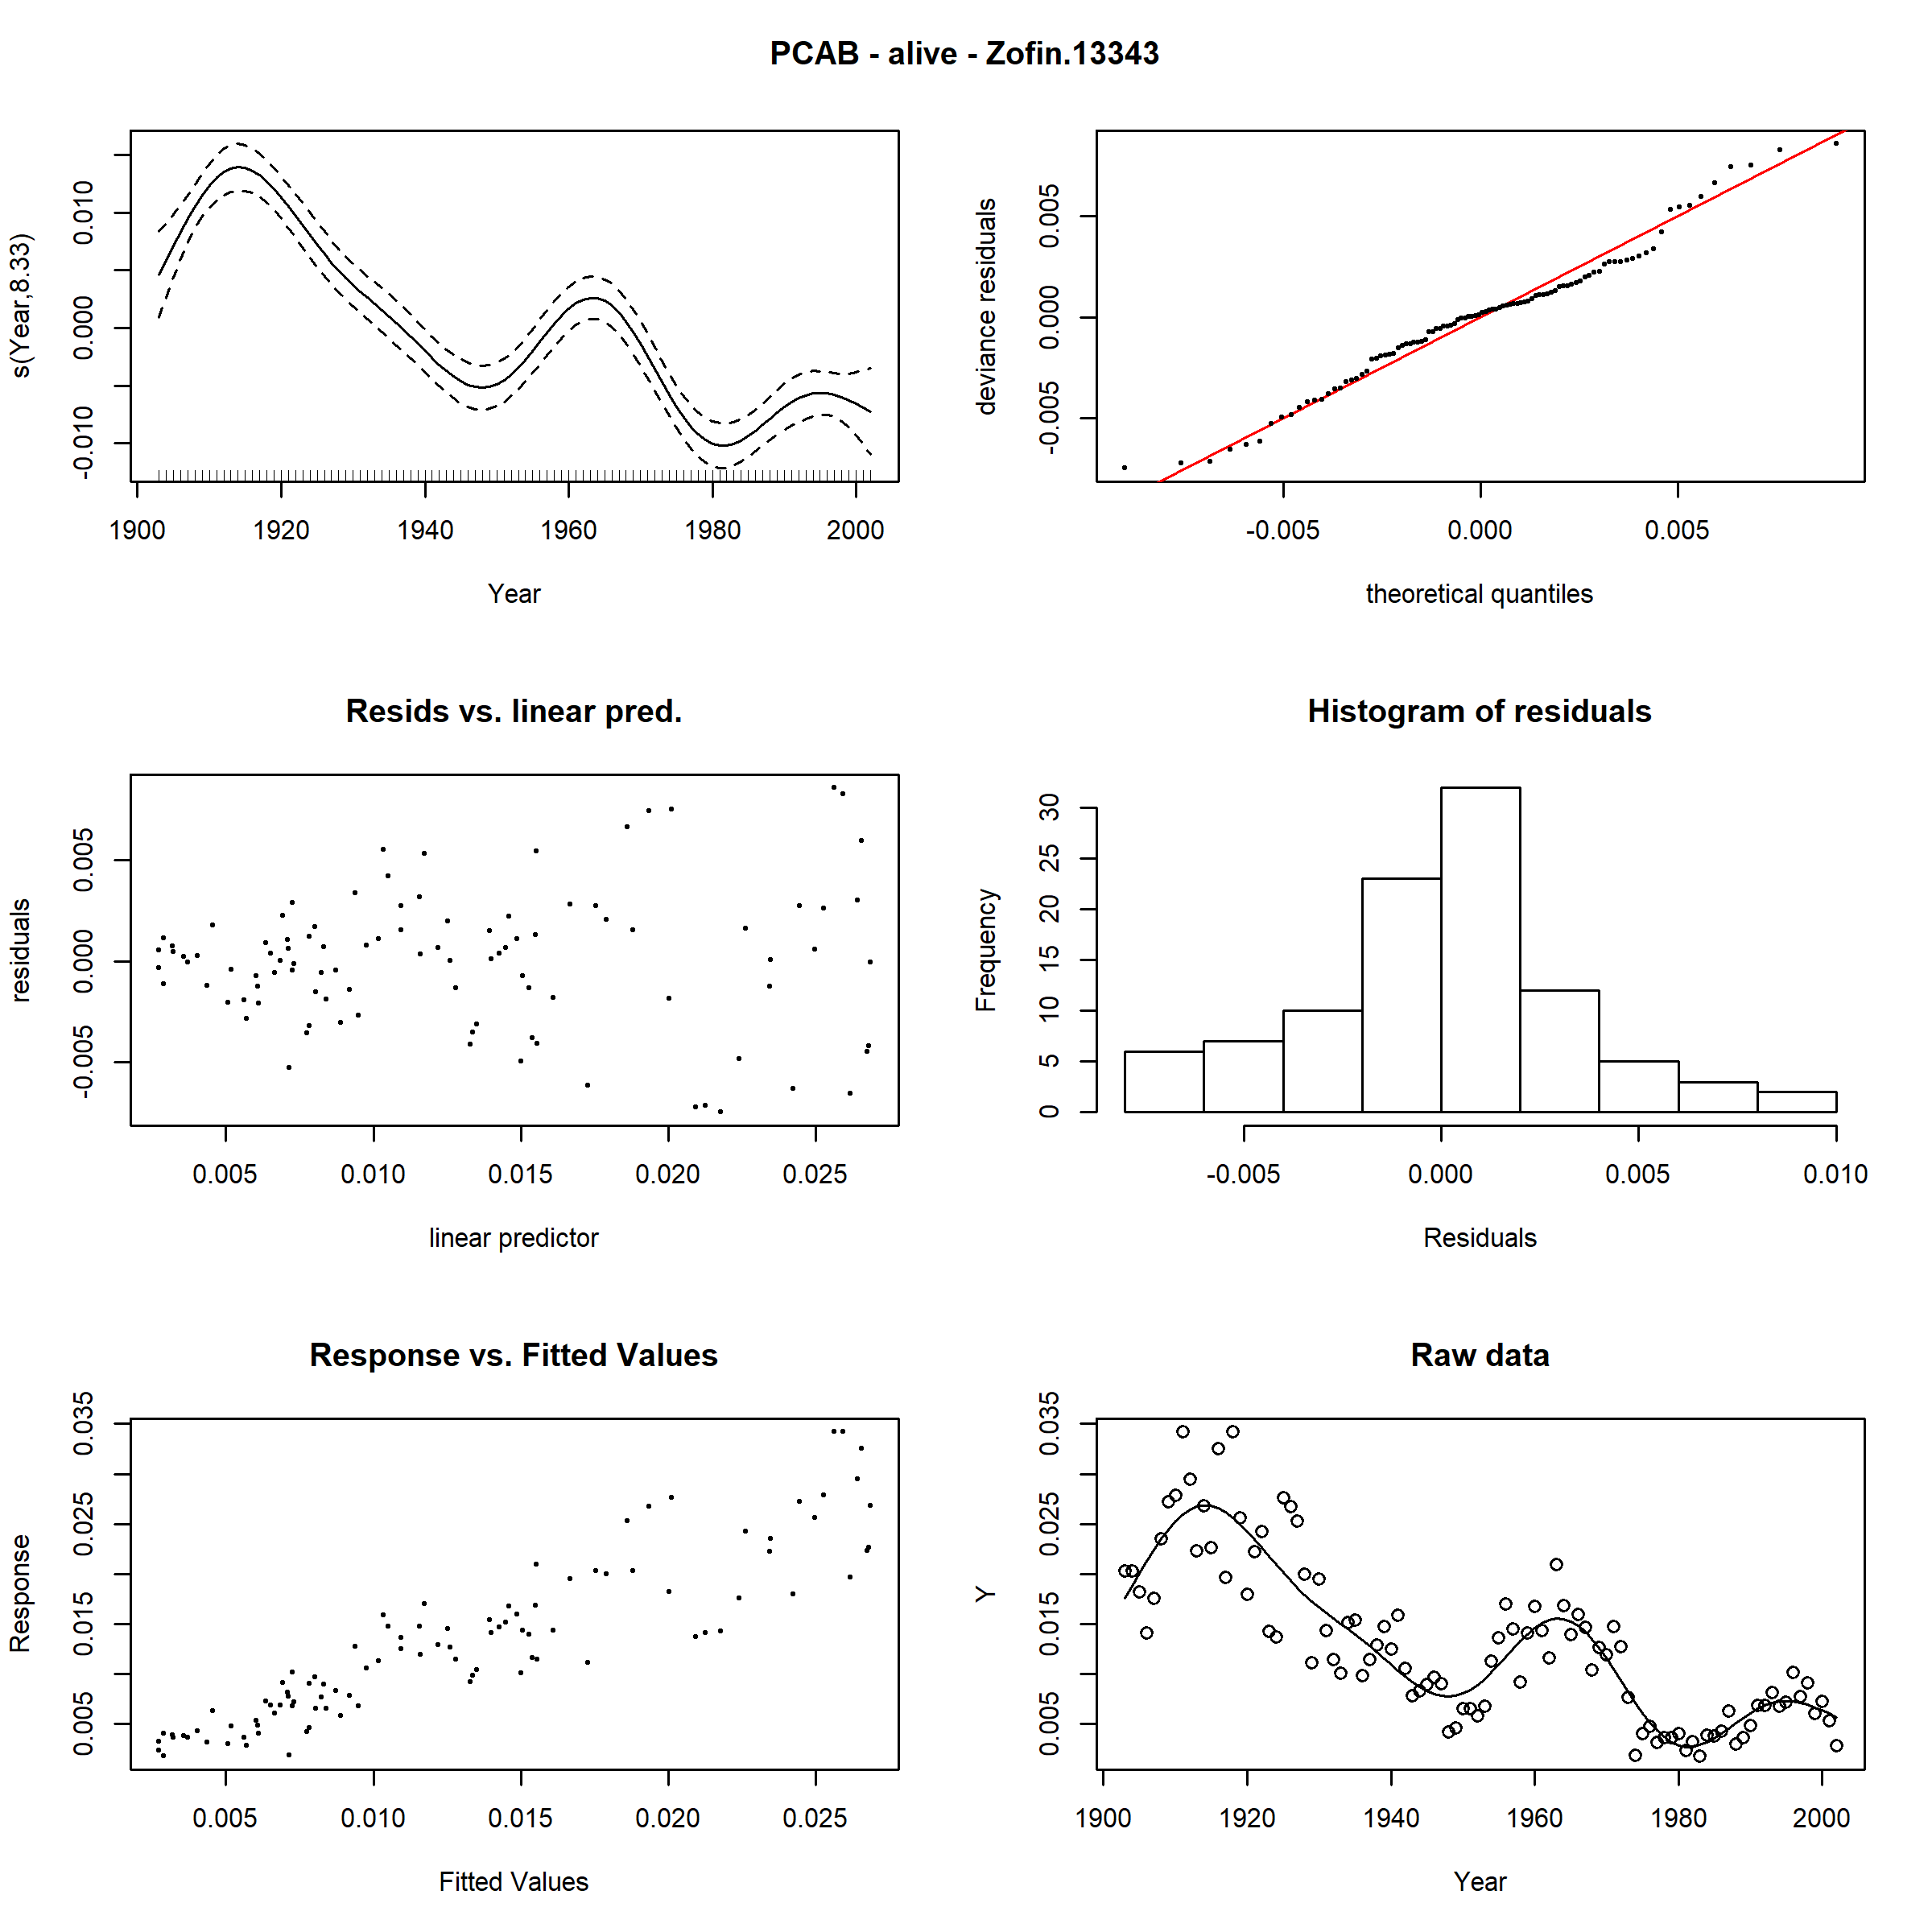 PCAB - alive - Zofin.13343
s(Year,8.33)
-0.010 0.000 0.010
1900 1920 1940 1960 1980 2000
Year
deviance residuals
-0.005 0.000 0.005
-0.005 0.000 0.005
theoretical quantiles
Resids vs. linear pred.
residuals
-0.005 0.000 0.005
0.005 0.010 0.015 0.020 0.025
linear predictor
Histogram of residuals
Frequency
0 5 10 15 20 25 30
-0.005 0.000 0.005 0.010
Residuals
Response vs. Fitted Values
Response
0.005 0.015 0.025 0.035
0.005 0.010 0.015 0.020 0.025
Fitted Values
Raw data
Y
0.005 0.015 0.025 0.035
1900 1920 1940 1960 1980 2000
Year